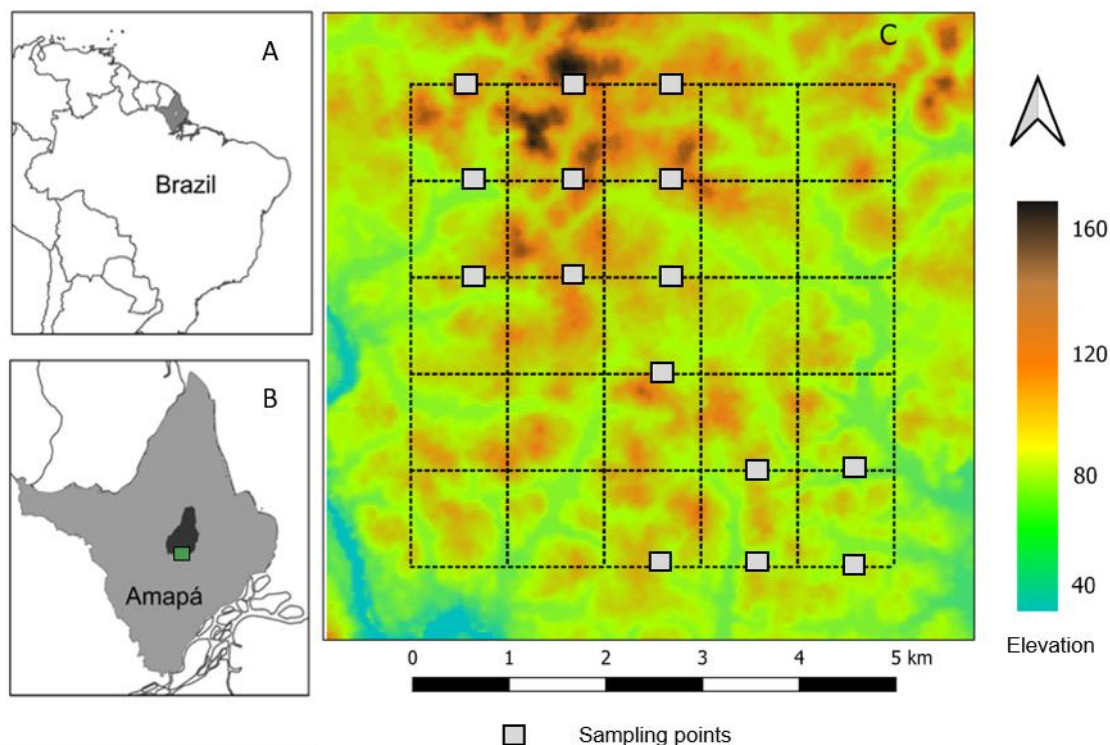 A
Brazil
B
Amapá
C
160
120
80
40
Elevation
0 1 2 3 4 5 km
Sampling points